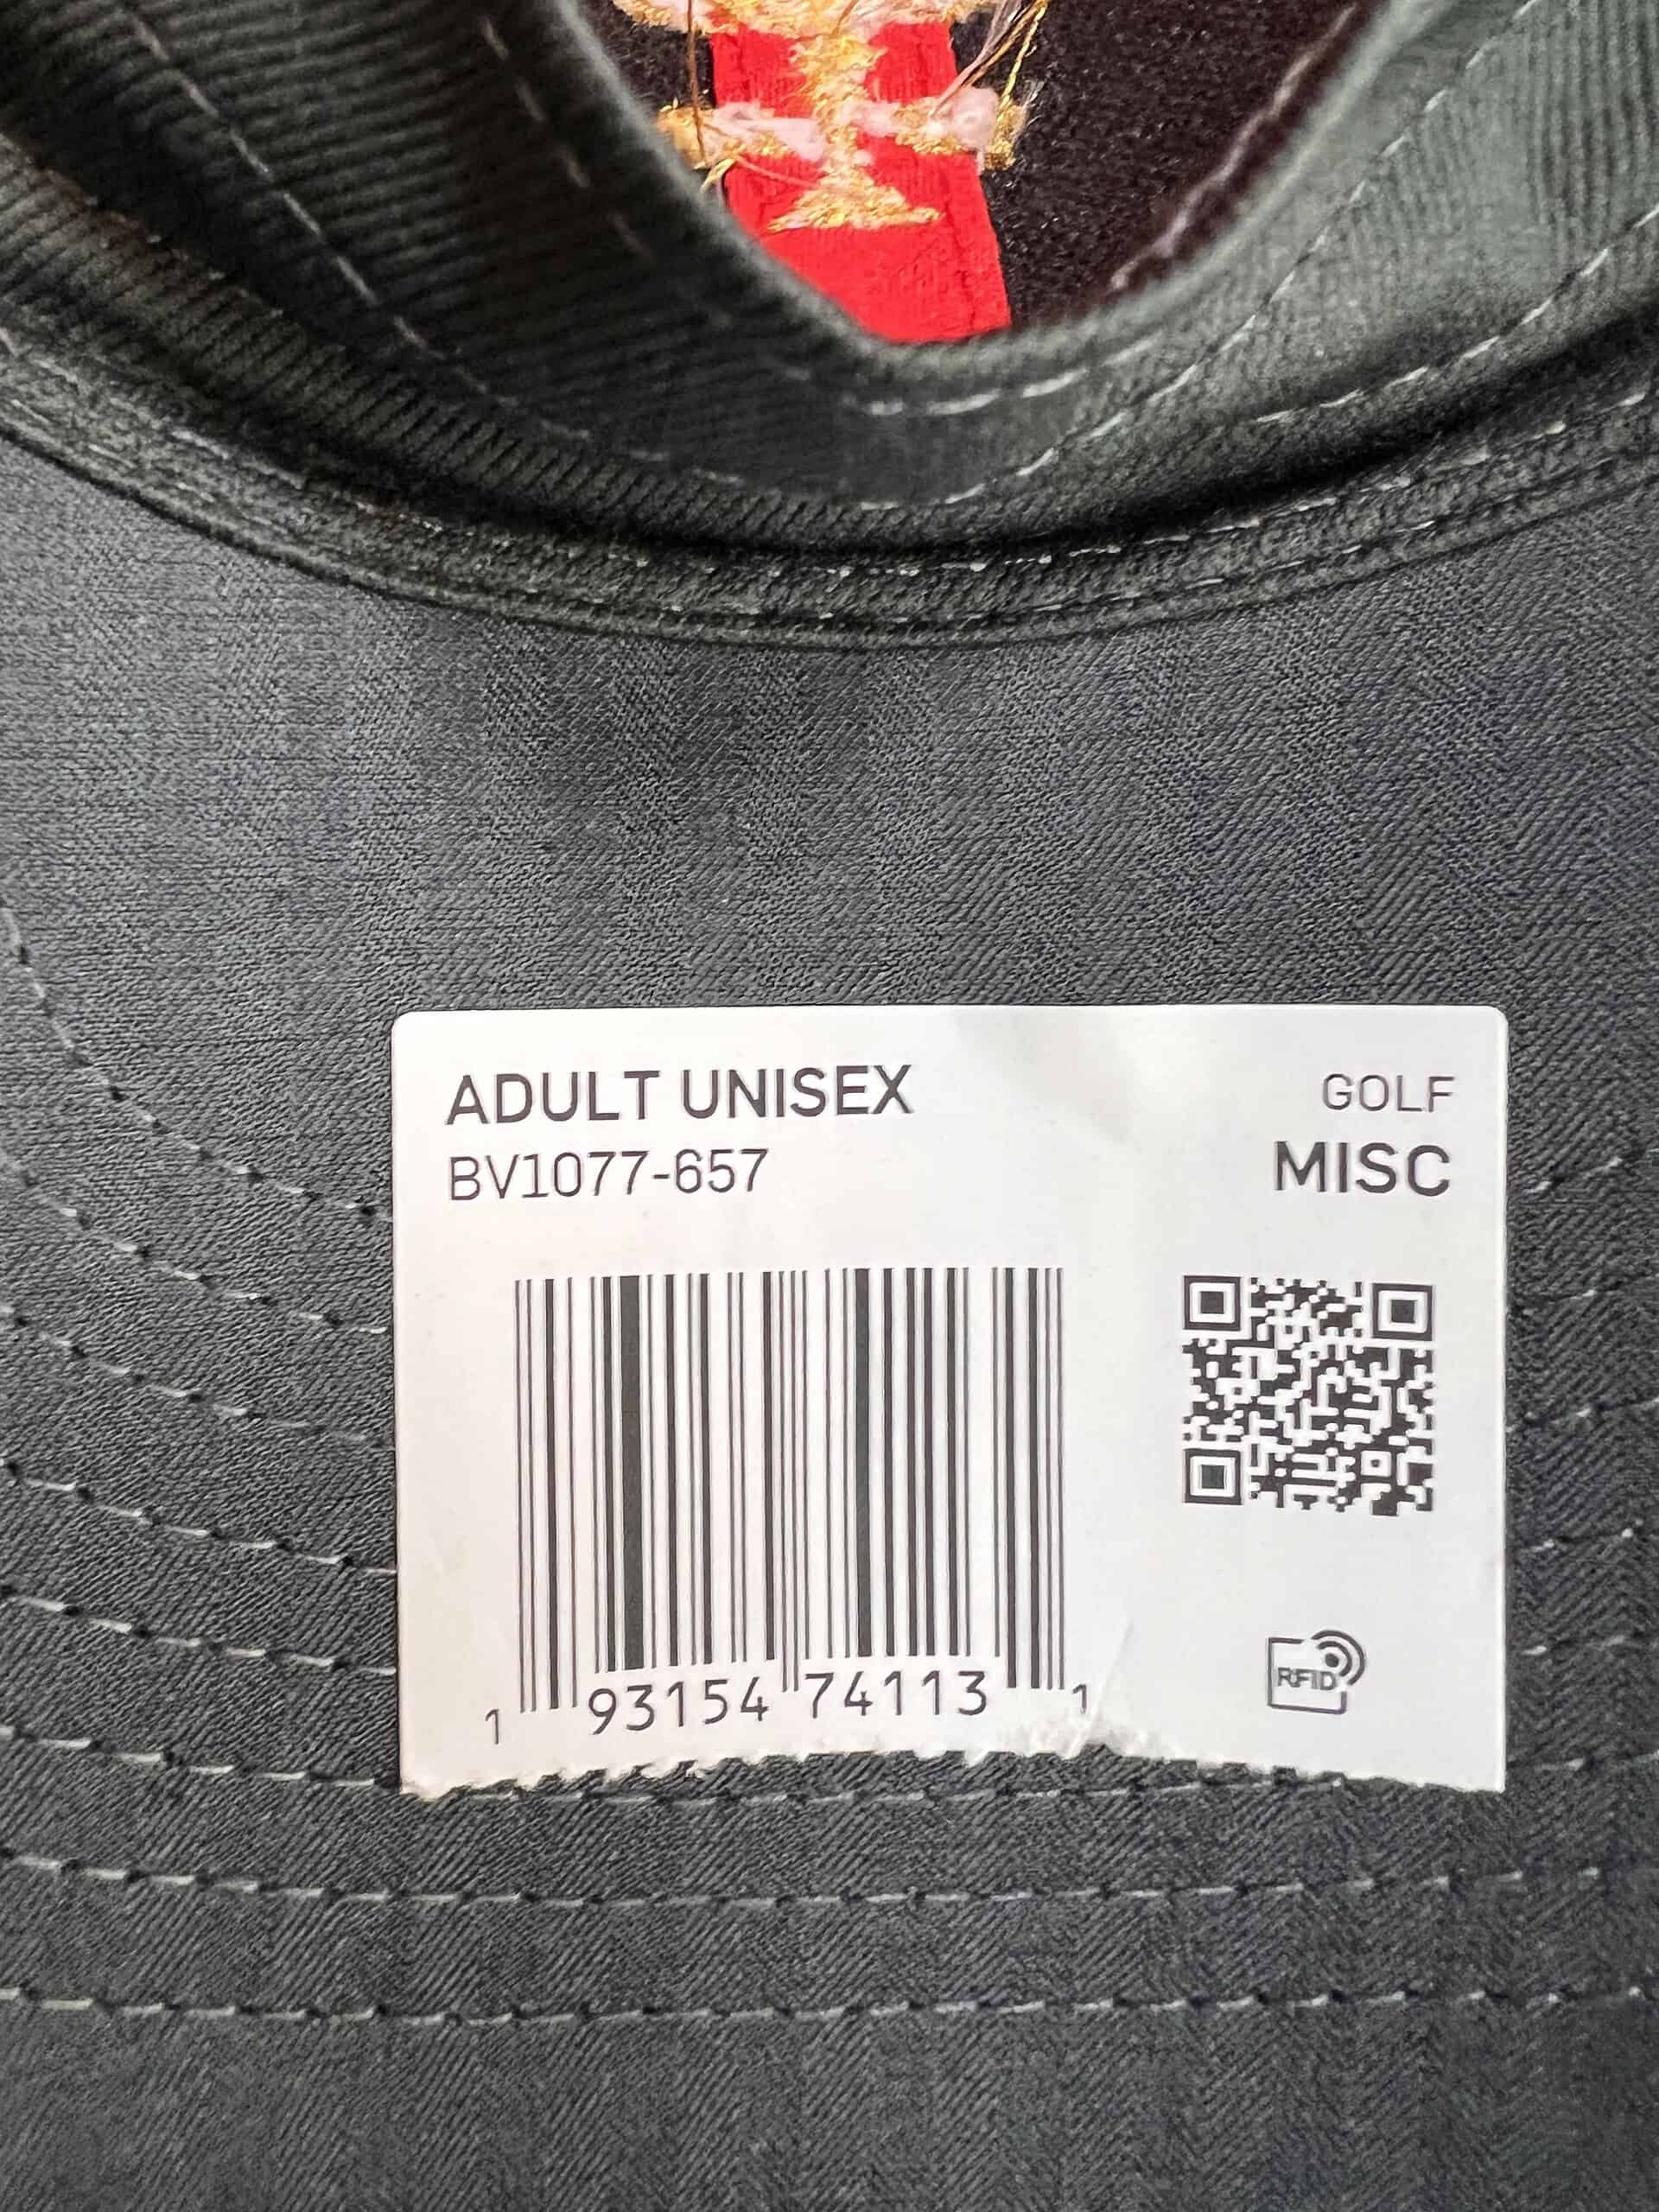 ADULT UNISEX
BV1077-657
GOLF
MISC
1 93154 74113 1
RFID